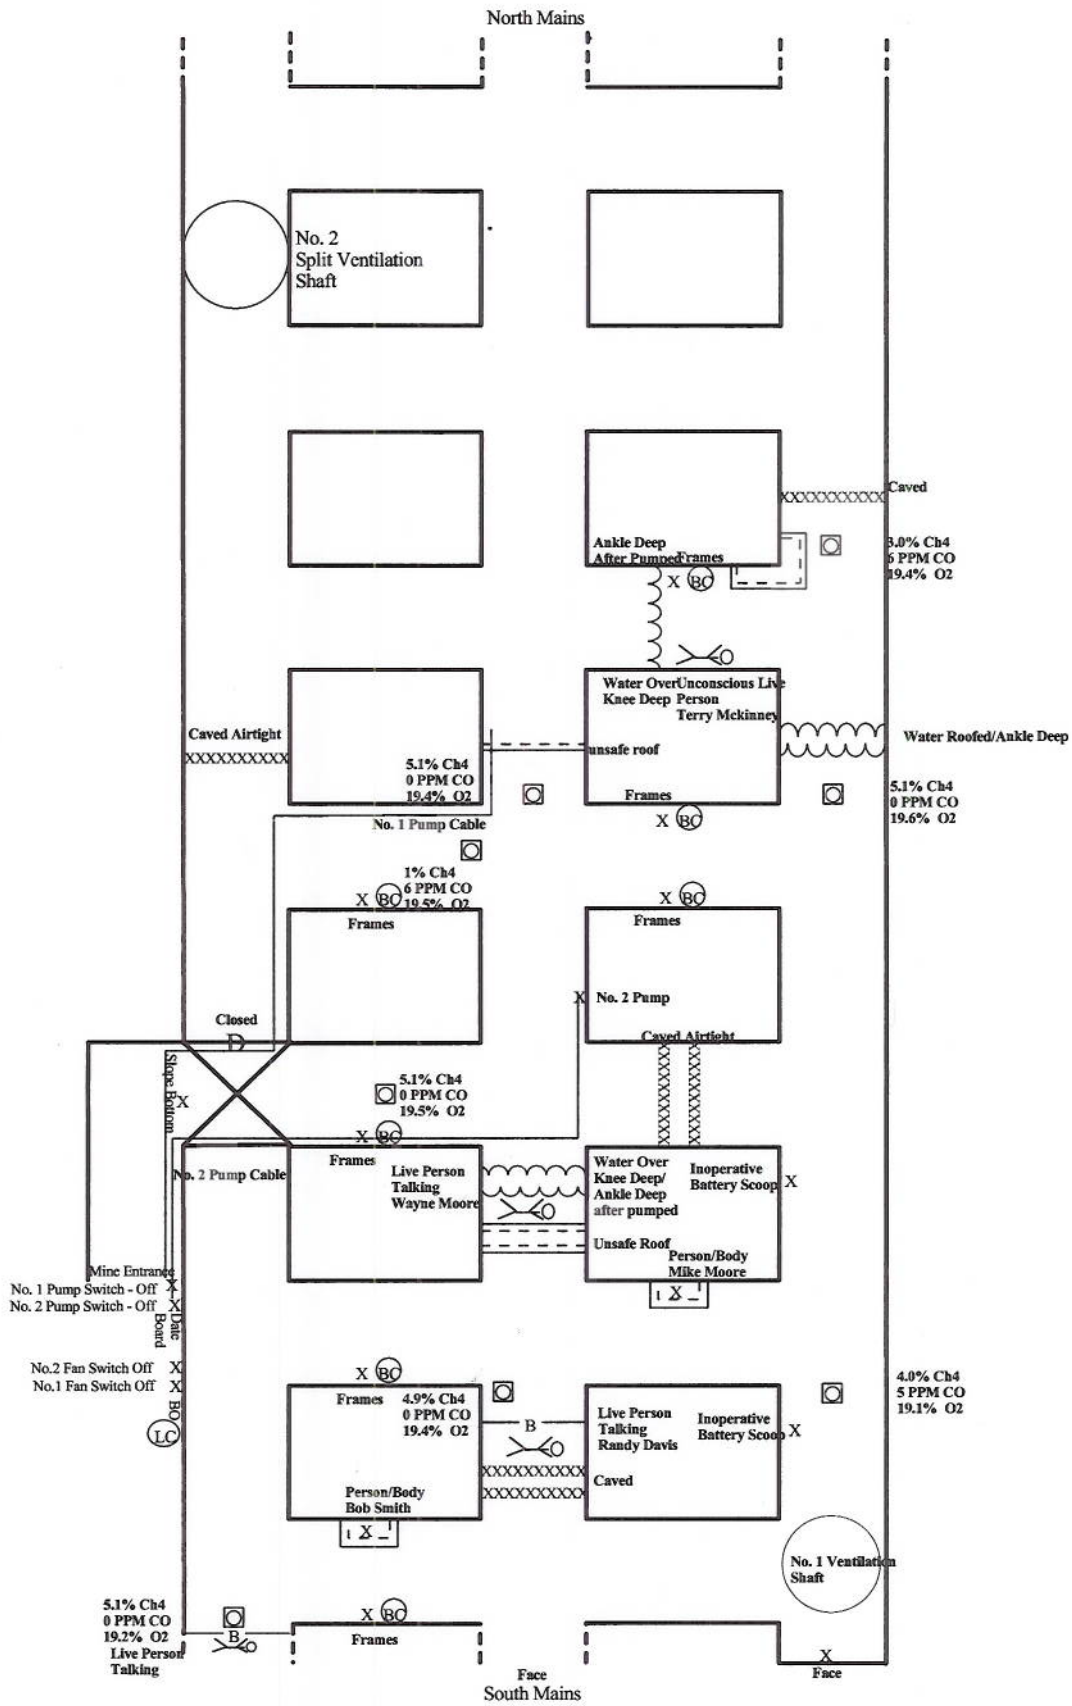 North Mains
No. 2
Split Ventilation
Shaft
Caved
Ankle Deep
After Pumped
Frames
X
BC
3.0% Ch4
6 PPM CO
19.4% O2
Water Over
Knee Deep
Unconscious Live
Person
Terry Mckinney
Caved Airtight
unsafe roof
Water Roofed/Ankle Deep
5.1% Ch4
0 PPM CO
19.4% O2
Frames
X
BC
5.1% Ch4
0 PPM CO
19.6% O2
No. 1 Pump Cable
1% Ch4
6 PPM CO
19.5% O2
X
BC
Frames
X
BC
Frames
X
No. 2 Pump
Closed
D
Caved Airtight
Slope Bottom
X
5.1% Ch4
0 PPM CO
19.5% O2
X
BC
Frames
No. 2 Pump Cable
Live Person
Talking
Wayne Moore
Water Over
Knee Deep/
Ankle Deep
after pumped
Inoperative
Battery Scoop
X
Unsafe Roof
Person/Body
Mike Moore
X
Mine Entrance
No. 1 Pump Switch - Off X
No. 2 Pump Switch - Off X
Date
Board
No.2 Fan Switch Off X
No.1 Fan Switch Off X
BO
LC
X
BC
Frames
4.9% Ch4
0 PPM CO
19.4% O2
B
Live Person
Talking
Randy Davis
Inoperative
Battery Scoop
X
4.0% Ch4
5 PPM CO
19.1% O2
Caved
Person/Body
Bob Smith
X
No. 1 Ventilation
Shaft
5.1% Ch4
0 PPM CO
19.2% O2
B
Live Person
Talking
X
BC
Frames
X
Face
Face
South Mains